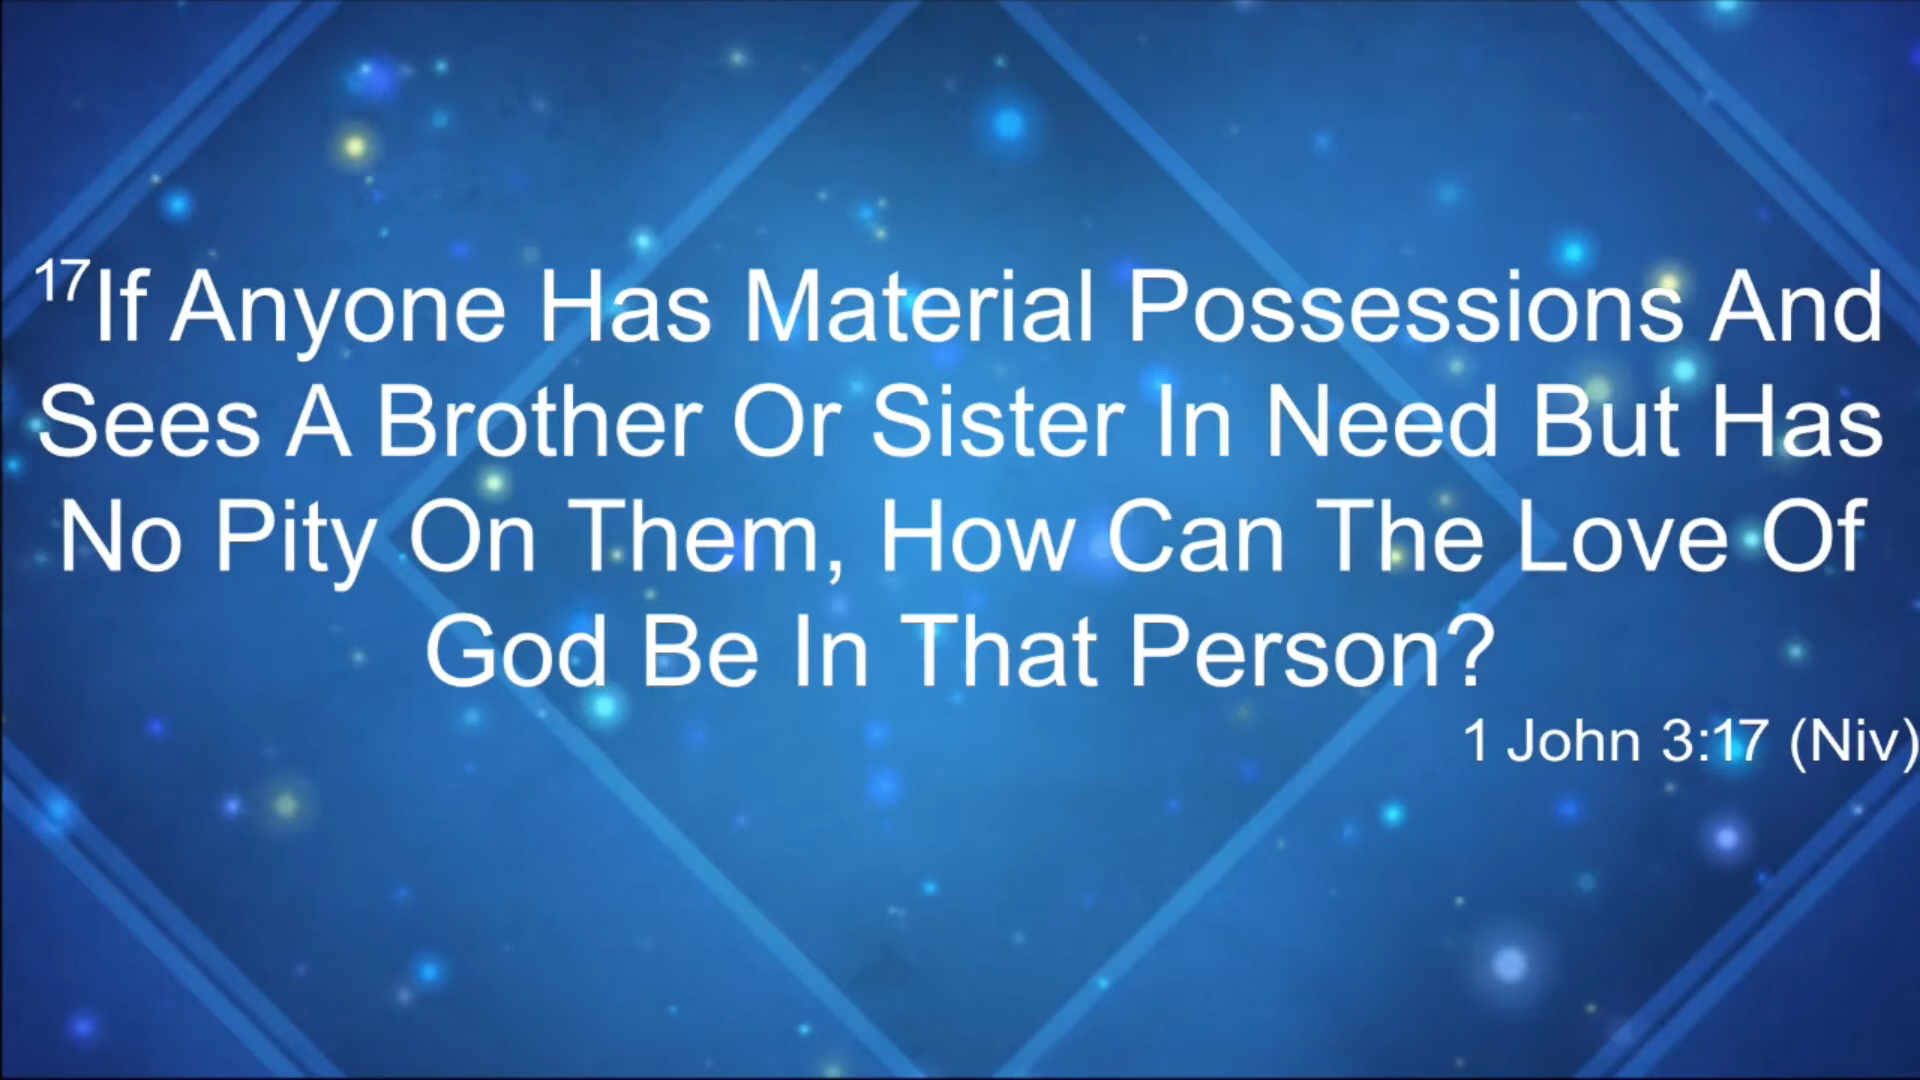 17If Anyone Has Material Possessions And
Sees A Brother Or Sister In Need But Has
No Pity On Them, How Can The Love Of
God Be In That Person?
1 John 3:17 (Niv)